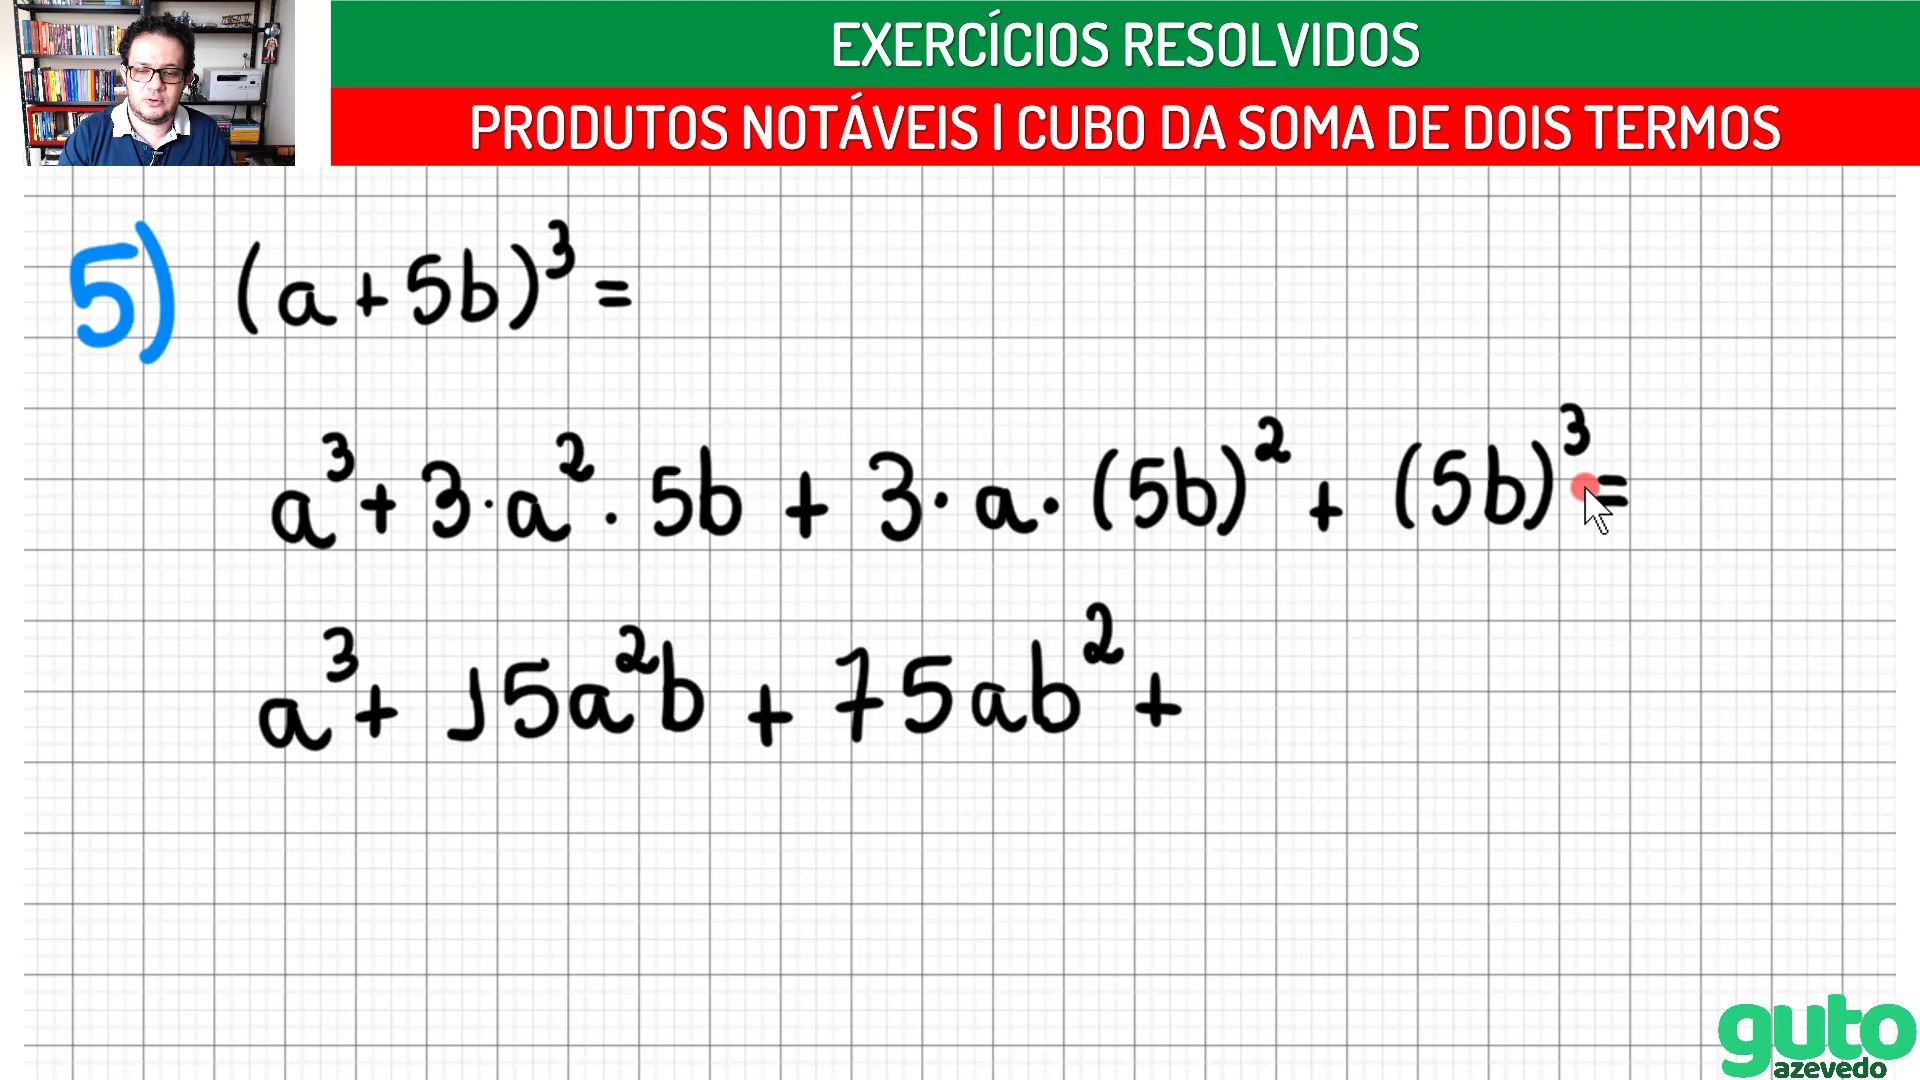 EXERCÍCIOS RESOLVIDOS
PRODUTOS NOTÁVEIS | CUBO DA SOMA DE DOIS TERMOS
5) (a+5b)³ =
a³ + 3·a²·5b + 3·a·(5b)² + (5b)³ =
a³ + 15a²b + 75ab² +
guto
azevedo